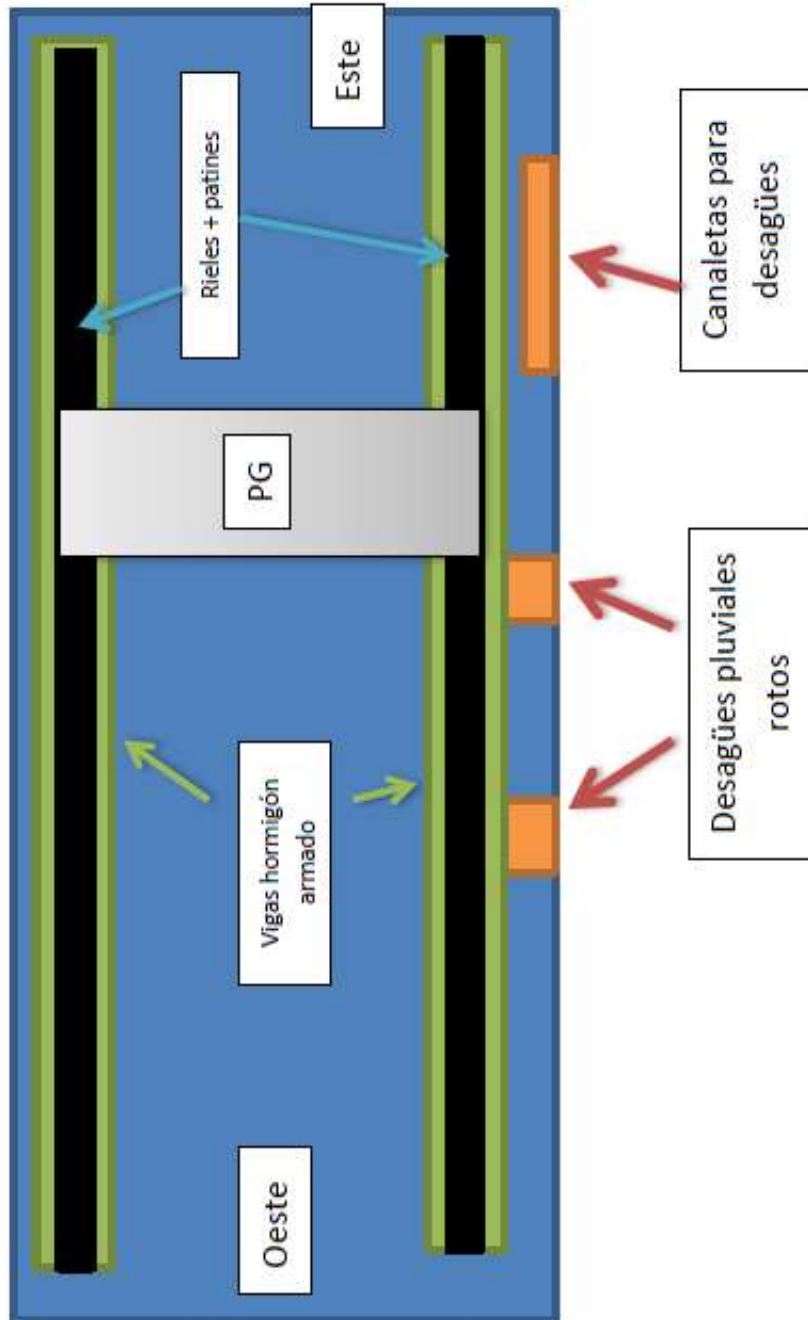 Oeste
Vigas hormigón
armado
PG
Rieles + patines
Este
Desagües pluviales
rotos
Canaletas para
desagües